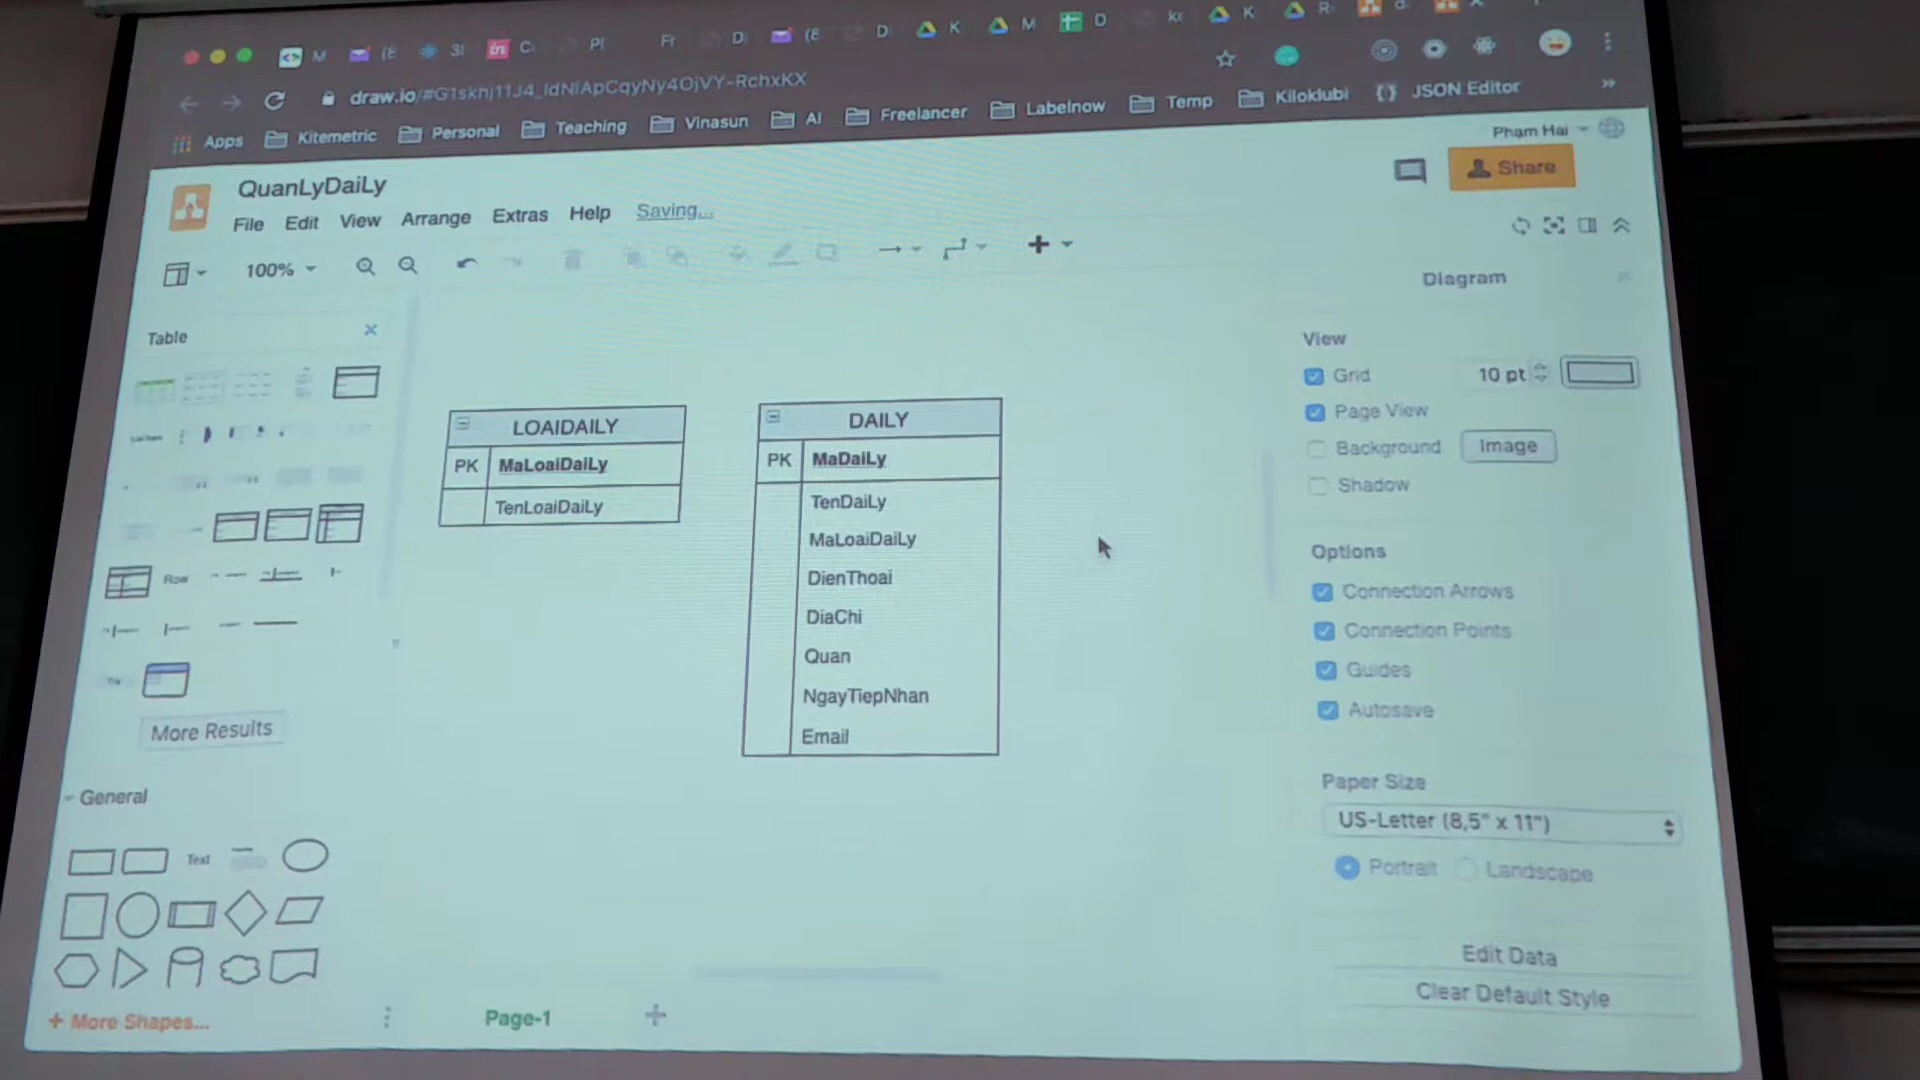 draw.io/#G1skhj11J4_ldNlApCqyNy4OjVY-RchxKX
Apps Kitemetric Personal Teaching Vinasun AI Freelancer Labelnow Temp Kiloklubi JSON Editor
Pham Hai
QuanLyDaiLy
Share
File Edit View Arrange Extras Help Saving...
100%
Diagram
Table
View
Grid 10 pt
Page View
Background Image
Shadow
LOAIDAILY
PK MaLoaiDaiLy
TenLoaiDaiLy
DAILY
PK MaDaiLy
TenDaiLy
MaLoaiDaiLy
DienThoai
DiaChi
Quan
NgayTiepNhan
Email
Options
Connection Arrows
Connection Points
Guides
Autosave
Row
More Results
General
Text
Paper Size
US-Letter (8,5" x 11")
Portrait Landscape
Edit Data
Clear Default Style
+ More Shapes...
Page-1